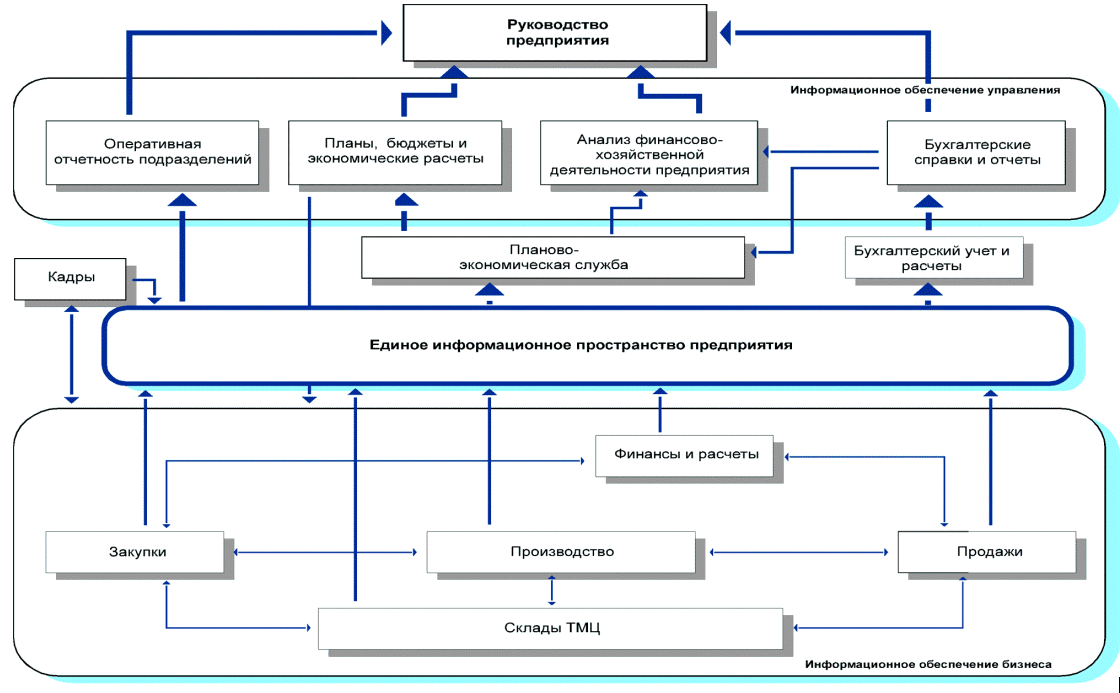 Руководство
предприятия
Информационное обеспечение управления
Оперативная
отчетность подразделений
Планы, бюджеты и
экономические расчеты
Анализ финансово-
хозяйственной
деятельности предприятия
Бухгалтерские
справки и отчеты
Планово-
экономическая служба
Бухгалтерский учет и
расчеты
Кадры
Единое информационное пространство предприятия
Финансы и расчеты
Закупки
Производство
Продажи
Склады ТМЦ
Информационное обеспечение бизнеса